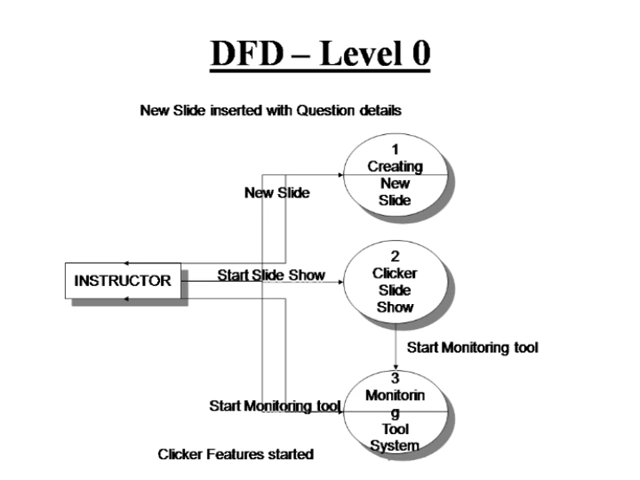 DFD – Level 0
New Slide inserted with Question details
1
Creating
New
Slide
New Slide
INSTRUCTOR
Start Slide Show
2
Clicker
Slide
Show
Start Monitoring tool
Start Monitoring tool
3
Monitorin
g
Tool
System
Clicker Features started